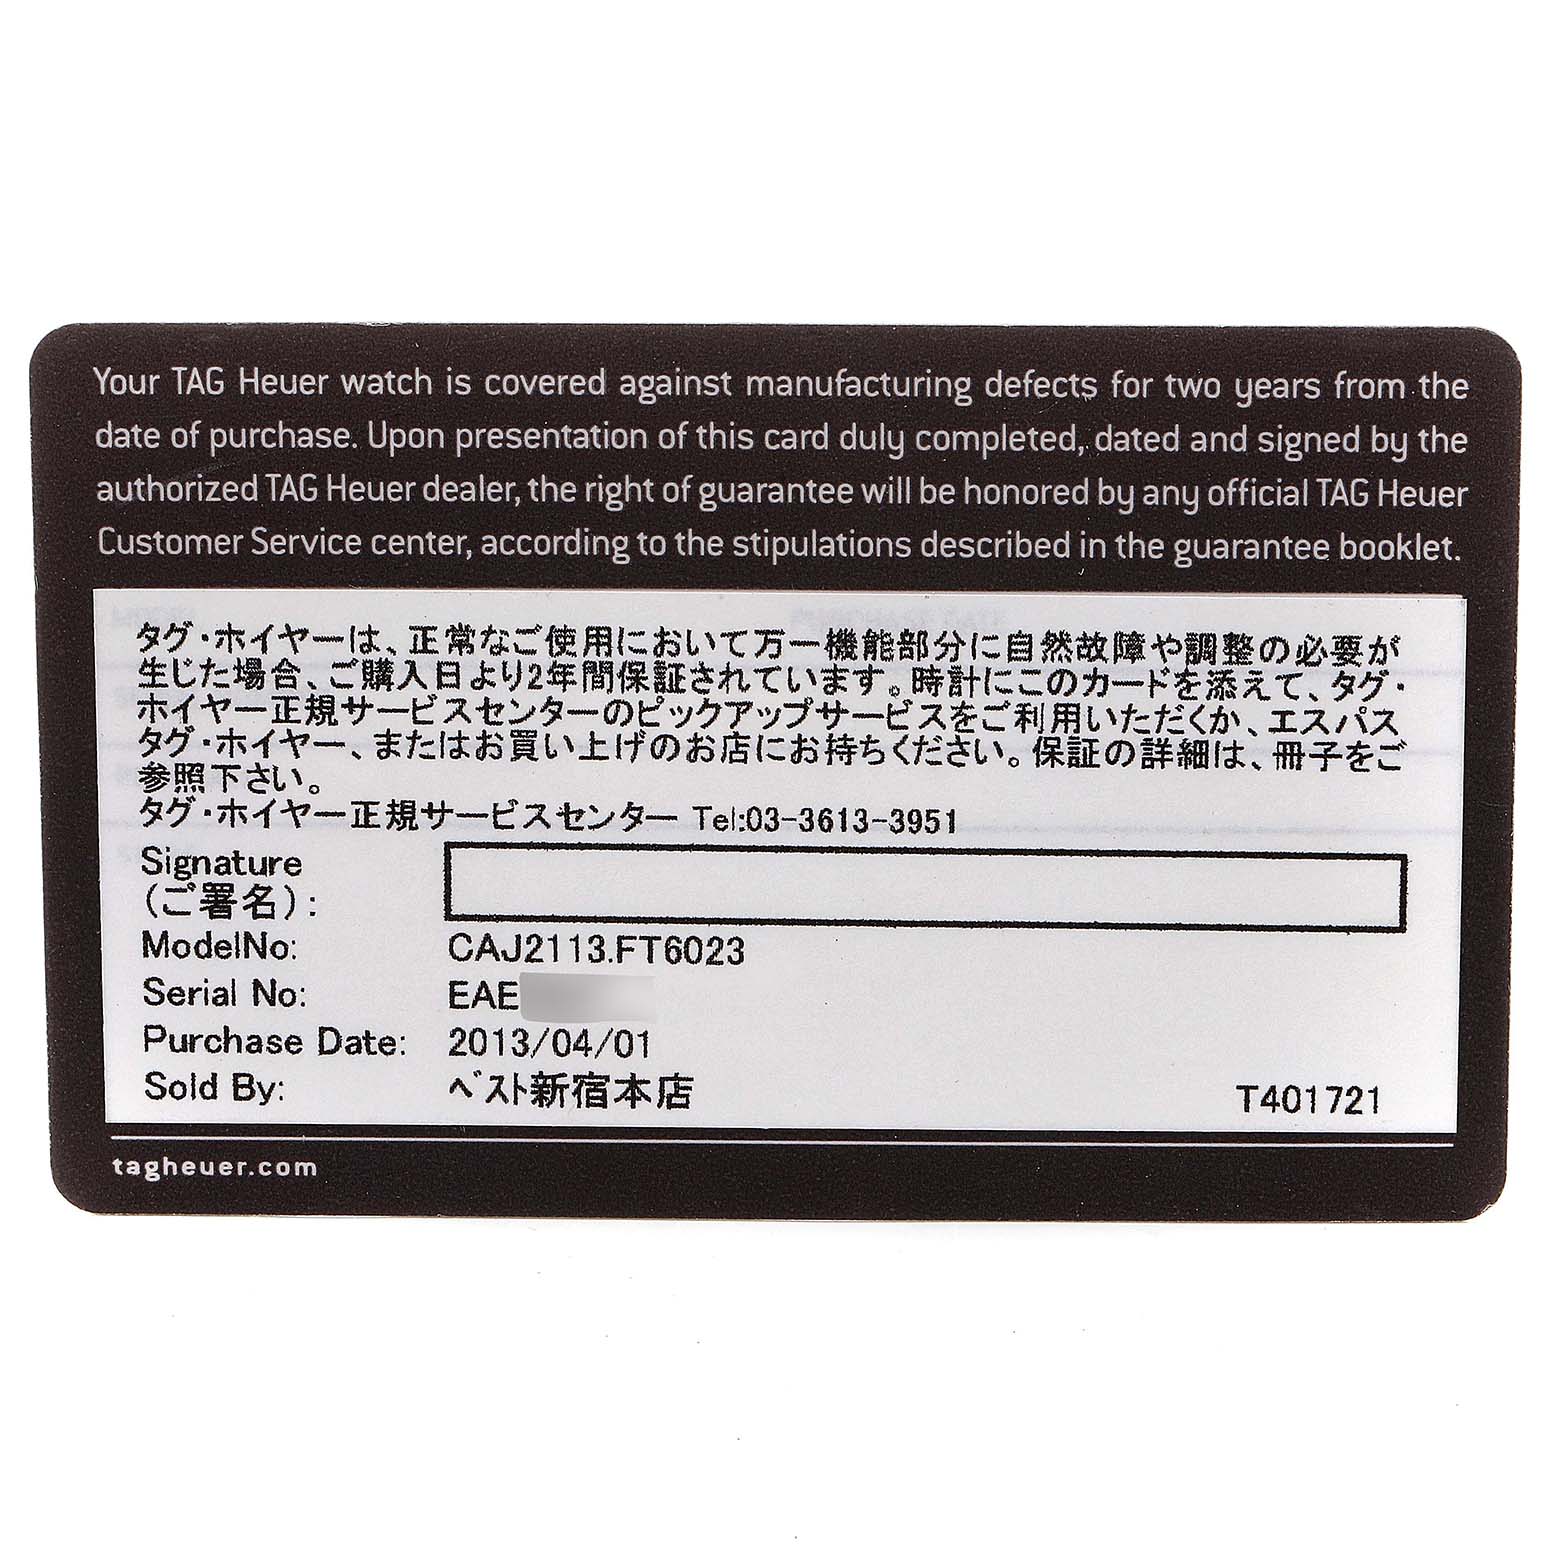 Your TAG Heuer watch is covered against manufacturing defects for two years from the
date of purchase. Upon presentation of this card duly completed, dated and signed by the
authorized TAG Heuer dealer, the right of guarantee will be honored by any official TAG Heuer
Customer Service center, according to the stipulations described in the guarantee booklet.
タグ・ホイヤーは、正常なご使用において万一機能部分に自然故障や調整の必要が
生じた場合、ご購入日より2年間保証されています。時計にこのカードを添えて、タグ・
ホイヤー正規サービスセンターのピックアップサービスをご利用いただくか、エスパス
タグ・ホイヤー、またはお買い上げのお店にお持ちください。保証の詳細は、冊子をご
参照下さい。
タグ・ホイヤー正規サービスセンター Tel:03-3613-3951
Signature
(ご署名):
ModelNo: CAJ2113.FT6023
Serial No: EAE
Purchase Date: 2013/04/01
Sold By: ベスト新宿本店 T401721
tagheuer.com